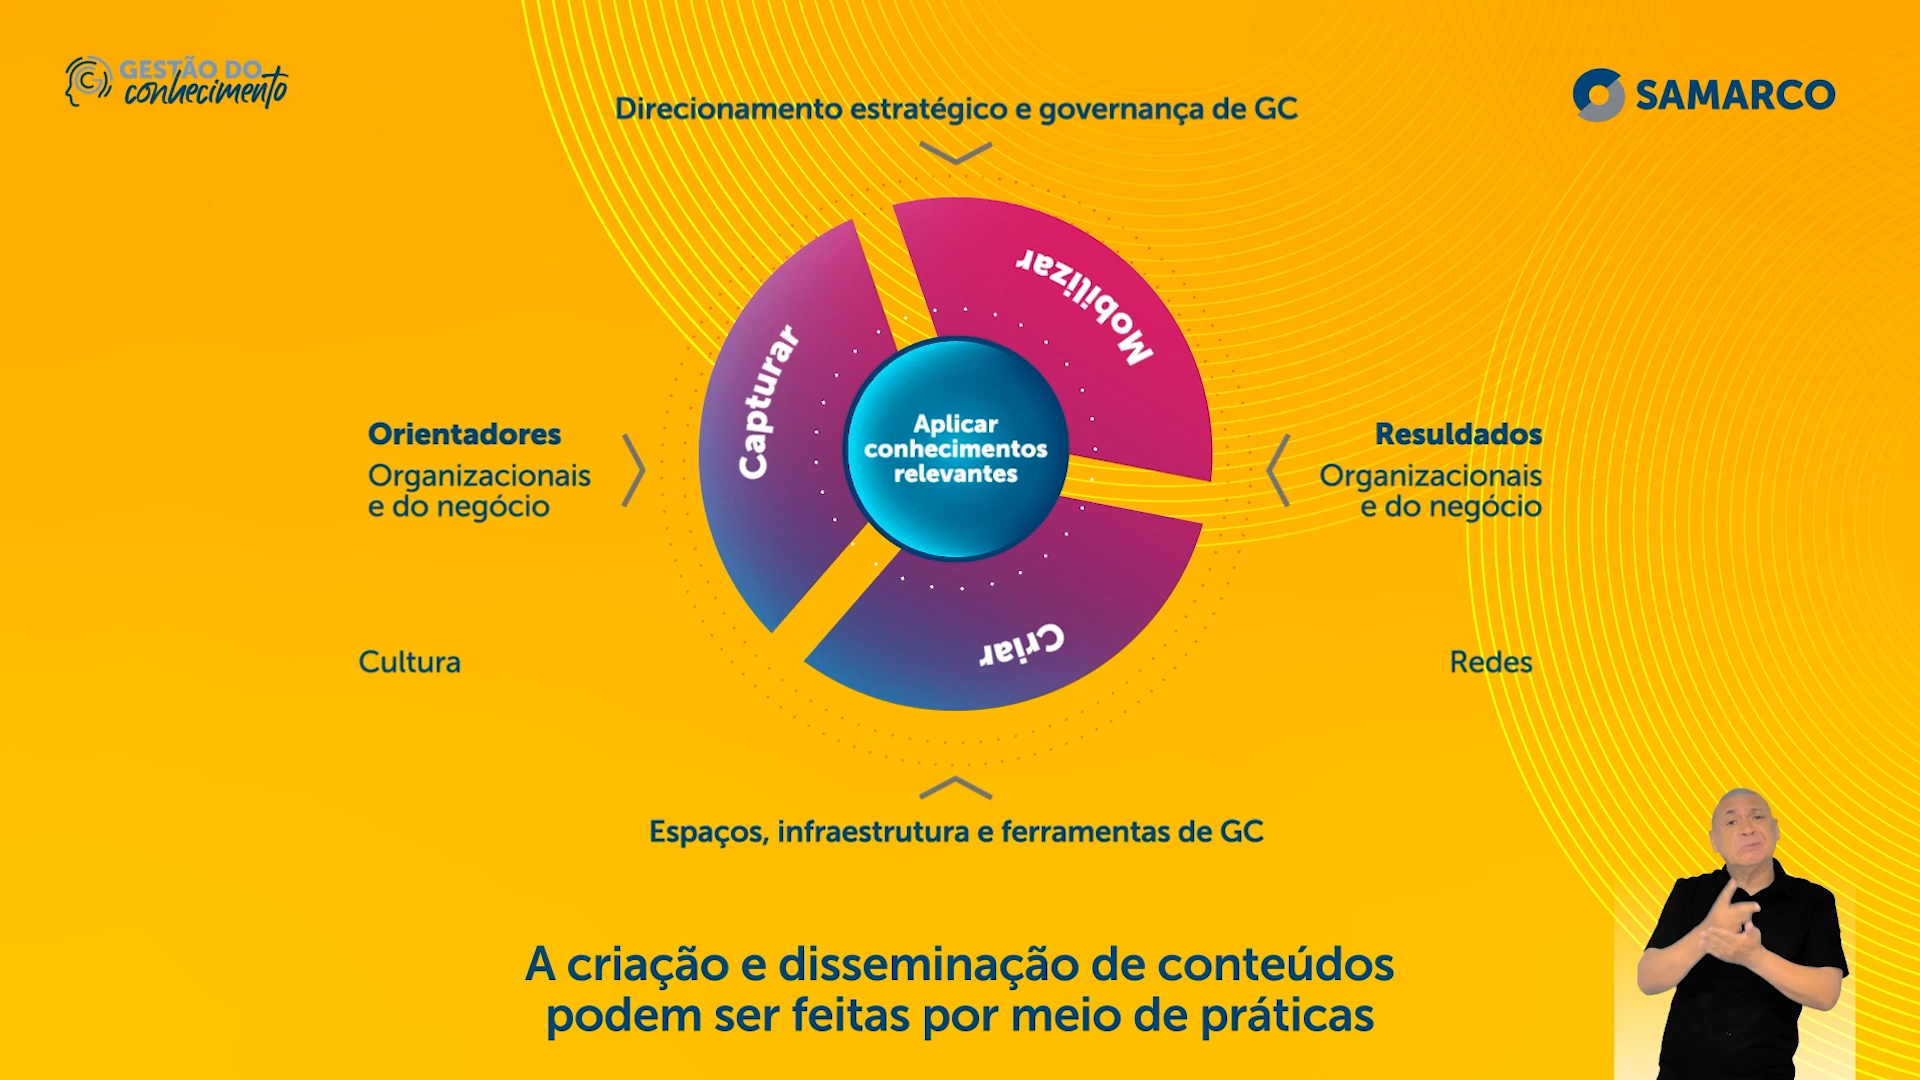 GESTÃO DO
conhecimento
SAMARCO
Direcionamento estratégico e governança de GC
Mobilizar
Capturar
Aplicar
conhecimentos
relevantes
Orientadores
Organizacionais
e do negócio
Resuldados
Organizacionais
e do negócio
Criar
Cultura
Redes
Espaços, infraestrutura e ferramentas de GC
A criação e disseminação de conteúdos
podem ser feitas por meio de práticas